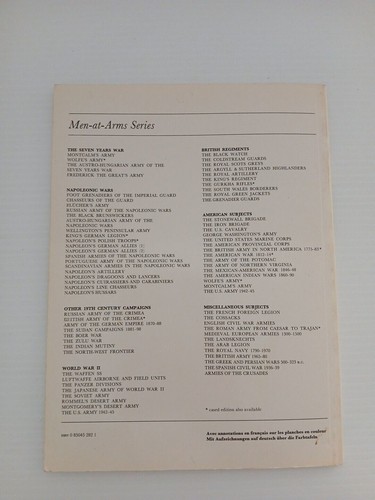 Men-at-Arms Series
THE SEVEN YEARS WAR
MONTCALM'S ARMY
WOLFE'S ARMY*
THE AUSTRO-HUNGARIAN ARMY OF THE
SEVEN YEARS WAR
FREDERICK THE GREAT'S ARMY
NAPOLEONIC WARS
FOOT GRENADIERS OF THE IMPERIAL GUARD
CHASSEURS OF THE GUARD
BLÜCHER'S ARMY
RUSSIAN ARMY OF THE NAPOLEONIC WARS
THE BLACK BRUNSWICKERS
AUSTRO-HUNGARIAN ARMY OF THE
NAPOLEONIC WARS
WELLINGTON'S PENINSULAR ARMY
KING'S GERMAN LEGION*
NAPOLEON'S POLISH TROOPS*
NAPOLEON'S GERMAN ALLIES (1)
NAPOLEON'S GERMAN ALLIES (2)
SPANISH ARMIES OF THE NAPOLEONIC WARS
PORTUGUESE ARMY OF THE NAPOLEONIC WARS
SCANDINAVIAN ARMIES IN THE NAPOLEONIC WARS
NAPOLEON'S ARTILLERY
NAPOLEON'S DRAGOONS AND LANCERS
NAPOLEON'S CUIRASSIERS AND CARABINIERS
NAPOLEON'S LINE CHASSEURS
NAPOLEON'S HUSSARS
OTHER 19TH CENTURY CAMPAIGNS
RUSSIAN ARMY OF THE CRIMEA
BRITISH ARMY OF THE CRIMEA*
ARMY OF THE GERMAN EMPIRE 1870-88
THE SUDAN CAMPAIGNS 1881-98
THE BOER WAR
THE ZULU WAR
THE INDIAN MUTINY
THE NORTH-WEST FRONTIER
WORLD WAR II
THE WAFFEN SS
LUFTWAFFE AIRBORNE AND FIELD UNITS
THE PANZER DIVISIONS
THE JAPANESE ARMY OF WORLD WAR II
THE SOVIET ARMY
ROMMEL'S DESERT ARMY
MONTGOMERY'S DESERT ARMY
THE U.S. ARMY 1941-45
BRITISH REGIMENTS
THE BLACK WATCH
THE COLDSTREAM GUARDS
THE ROYAL SCOTS GREYS
THE ARGYLL & SUTHERLAND HIGHLANDERS
THE ROYAL ARTILLERY
THE KING'S REGIMENT
THE GURKHA RIFLES*
THE SOUTH WALES BORDERERS
THE ROYAL GREEN JACKETS
THE GRENADIER GUARDS
AMERICAN SUBJECTS
THE STONEWALL BRIGADE
THE IRON BRIGADE
THE U.S. CAVALRY
GEORGE WASHINGTON'S ARMY
THE UNITED STATES MARINE CORPS
THE AMERICAN PROVINCIAL CORPS
THE BRITISH ARMY IN NORTH AMERICA 1775-83*
THE AMERICAN WAR 1812-14*
THE ARMY OF THE POTOMAC
THE ARMY OF NORTHERN VIRGINIA
THE MEXICAN-AMERICAN WAR 1846-48
THE AMERICAN INDIAN WARS 1860-90
WOLFE'S ARMY*
MONTCALM'S ARMY
THE U.S. ARMY 1941-45
MISCELLANEOUS SUBJECTS
THE FRENCH FOREIGN LEGION
THE COSSACKS
ENGLISH CIVIL WAR ARMIES
THE ROMAN ARMY FROM CAESAR TO TRAJAN*
MEDIEVAL EUROPEAN ARMIES 1300-1500
THE LANDSKNECHTS
THE ARAB LEGION
THE ROYAL NAVY 1790-1970
THE BRITISH ARMY 1965-80
THE GREEK AND PERSIAN WARS 500-323 B.C.
THE SPANISH CIVIL WAR 1936-39
ARMIES OF THE CRUSADES
* cased edition also available
Avec annotations en français sur les planches en couleur
Mit Aufzeichnungen auf deutsch über die Farbtafeln